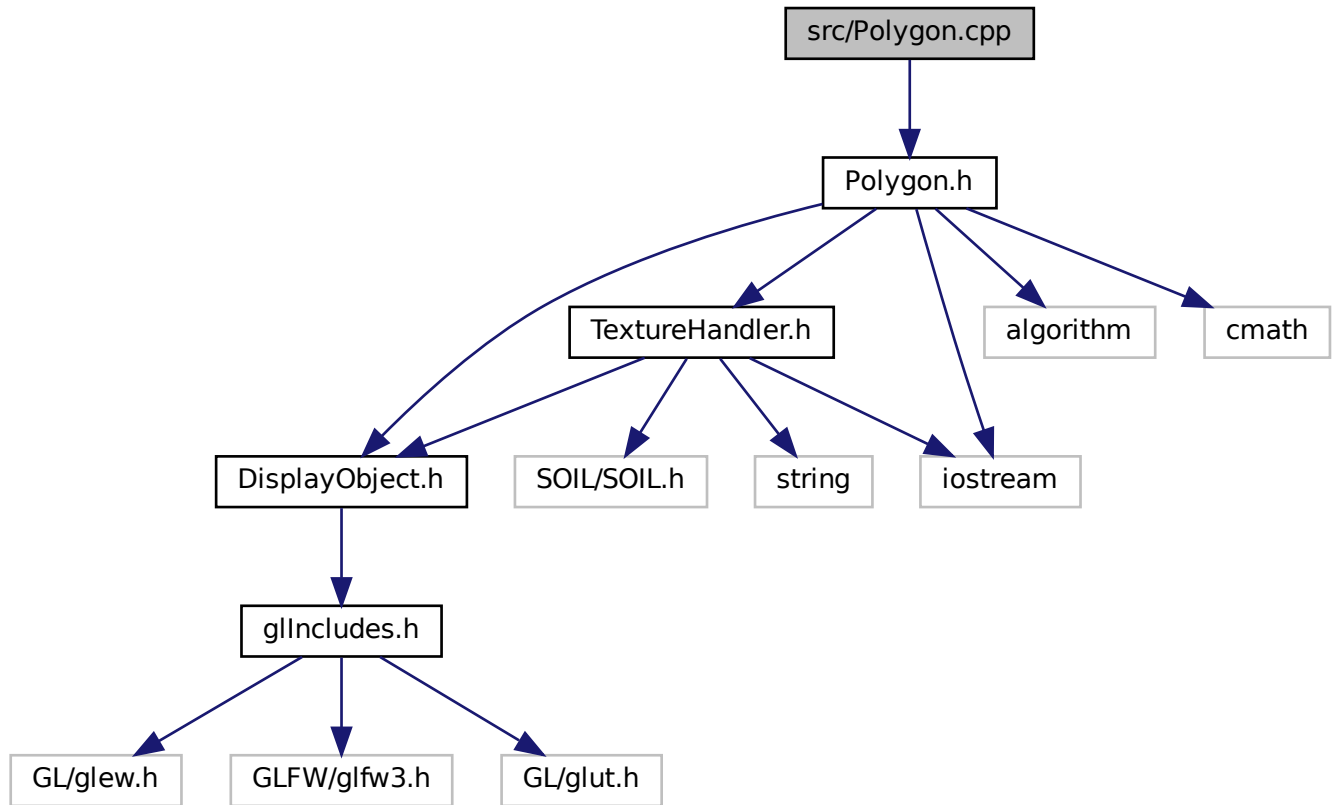 src/Polygon.cpp
Polygon.h
TextureHandler.h
algorithm
cmath
DisplayObject.h
SOIL/SOIL.h
string
iostream
glIncludes.h
GL/glew.h
GLFW/glfw3.h
GL/glut.h